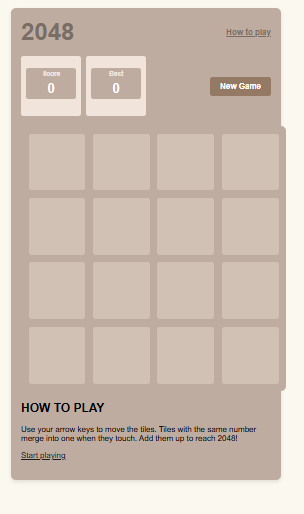 2048
How to play
Score
0
Best
0
New Game
HOW TO PLAY
Use your arrow keys to move the tiles. Tiles with the same number
merge into one when they touch. Add them up to reach 2048!
Start playing